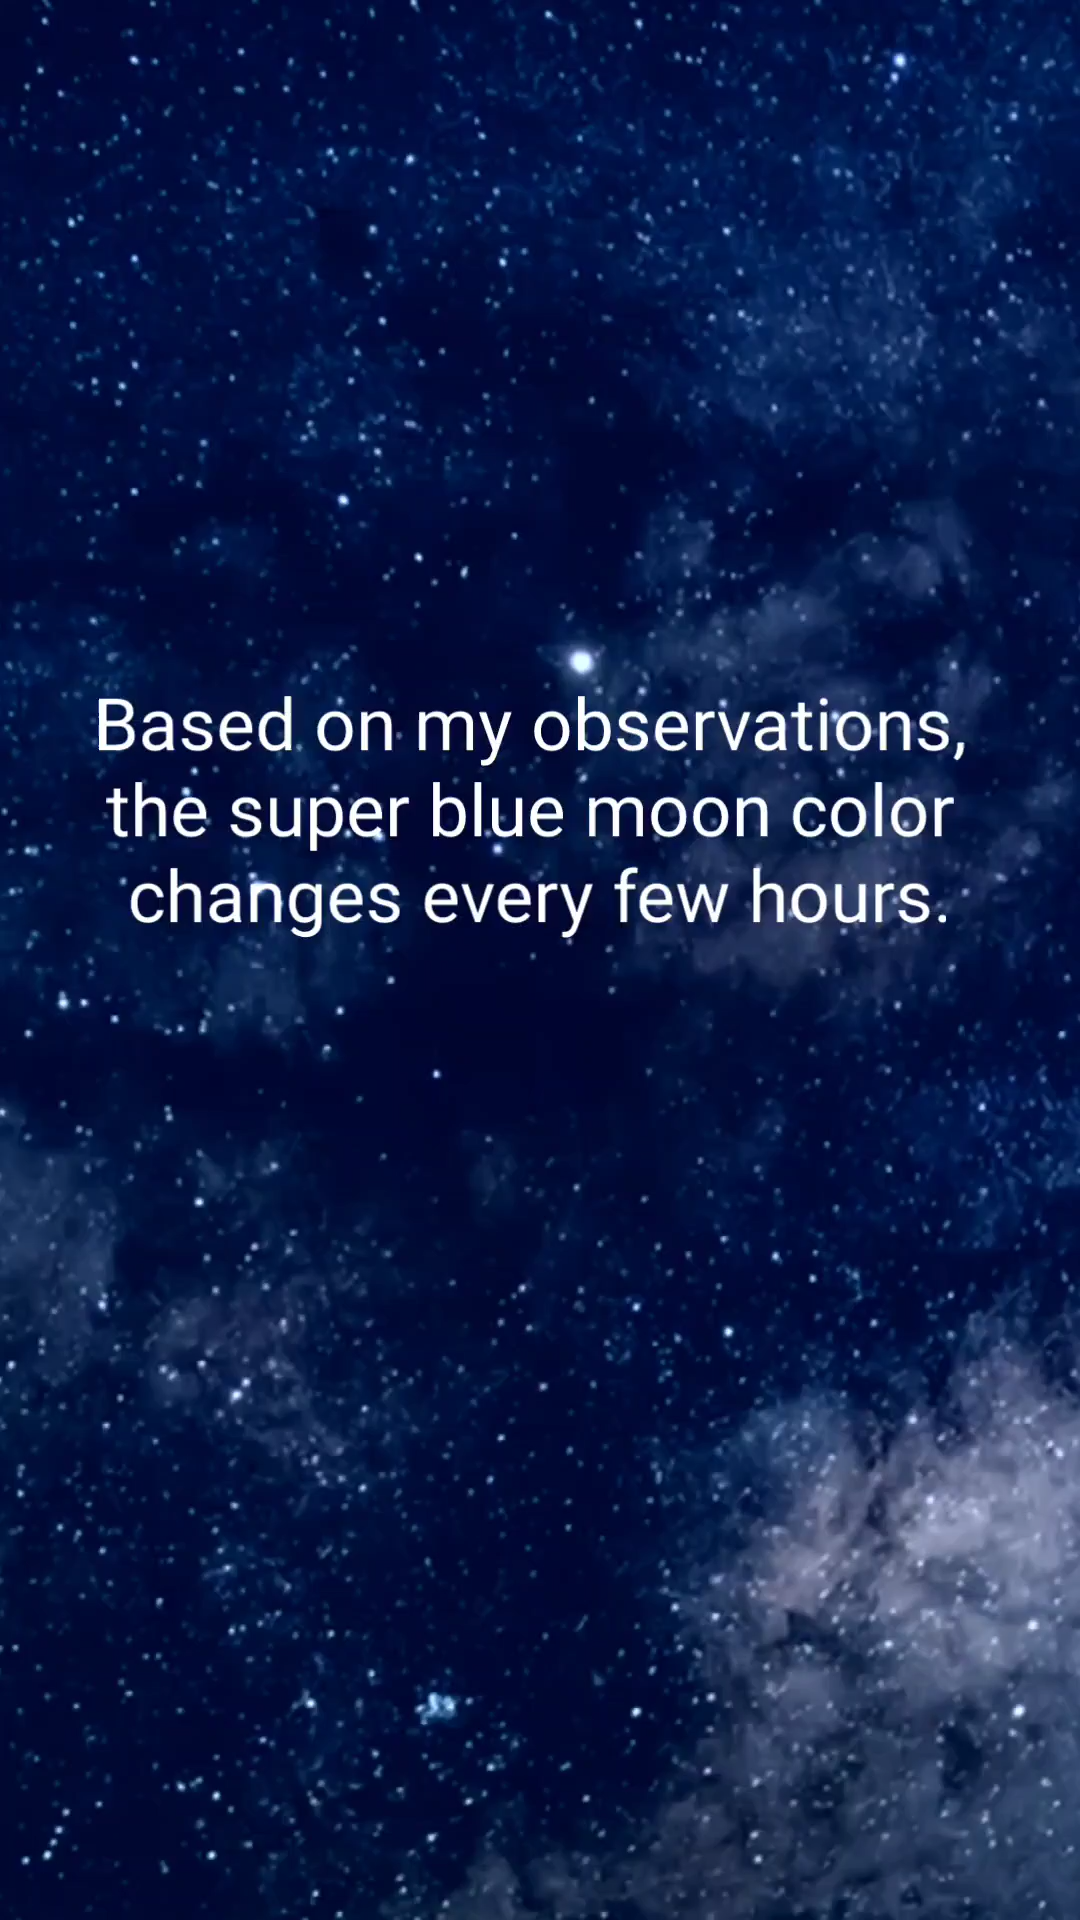 Based on my observations,
the super blue moon color
changes every few hours.